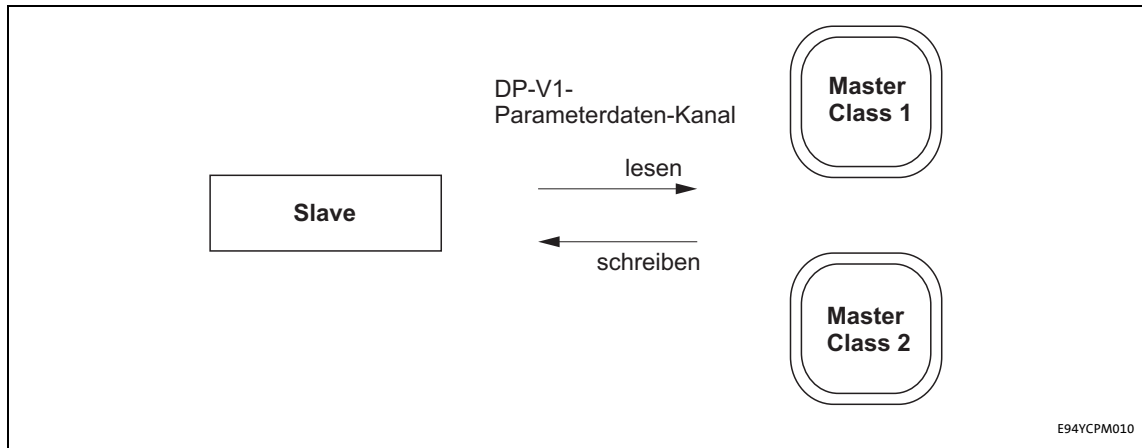 DP-V1-
Parameterdaten-Kanal
lesen
schreiben
Slave
Master
Class 1
Master
Class 2
E94YCPM010